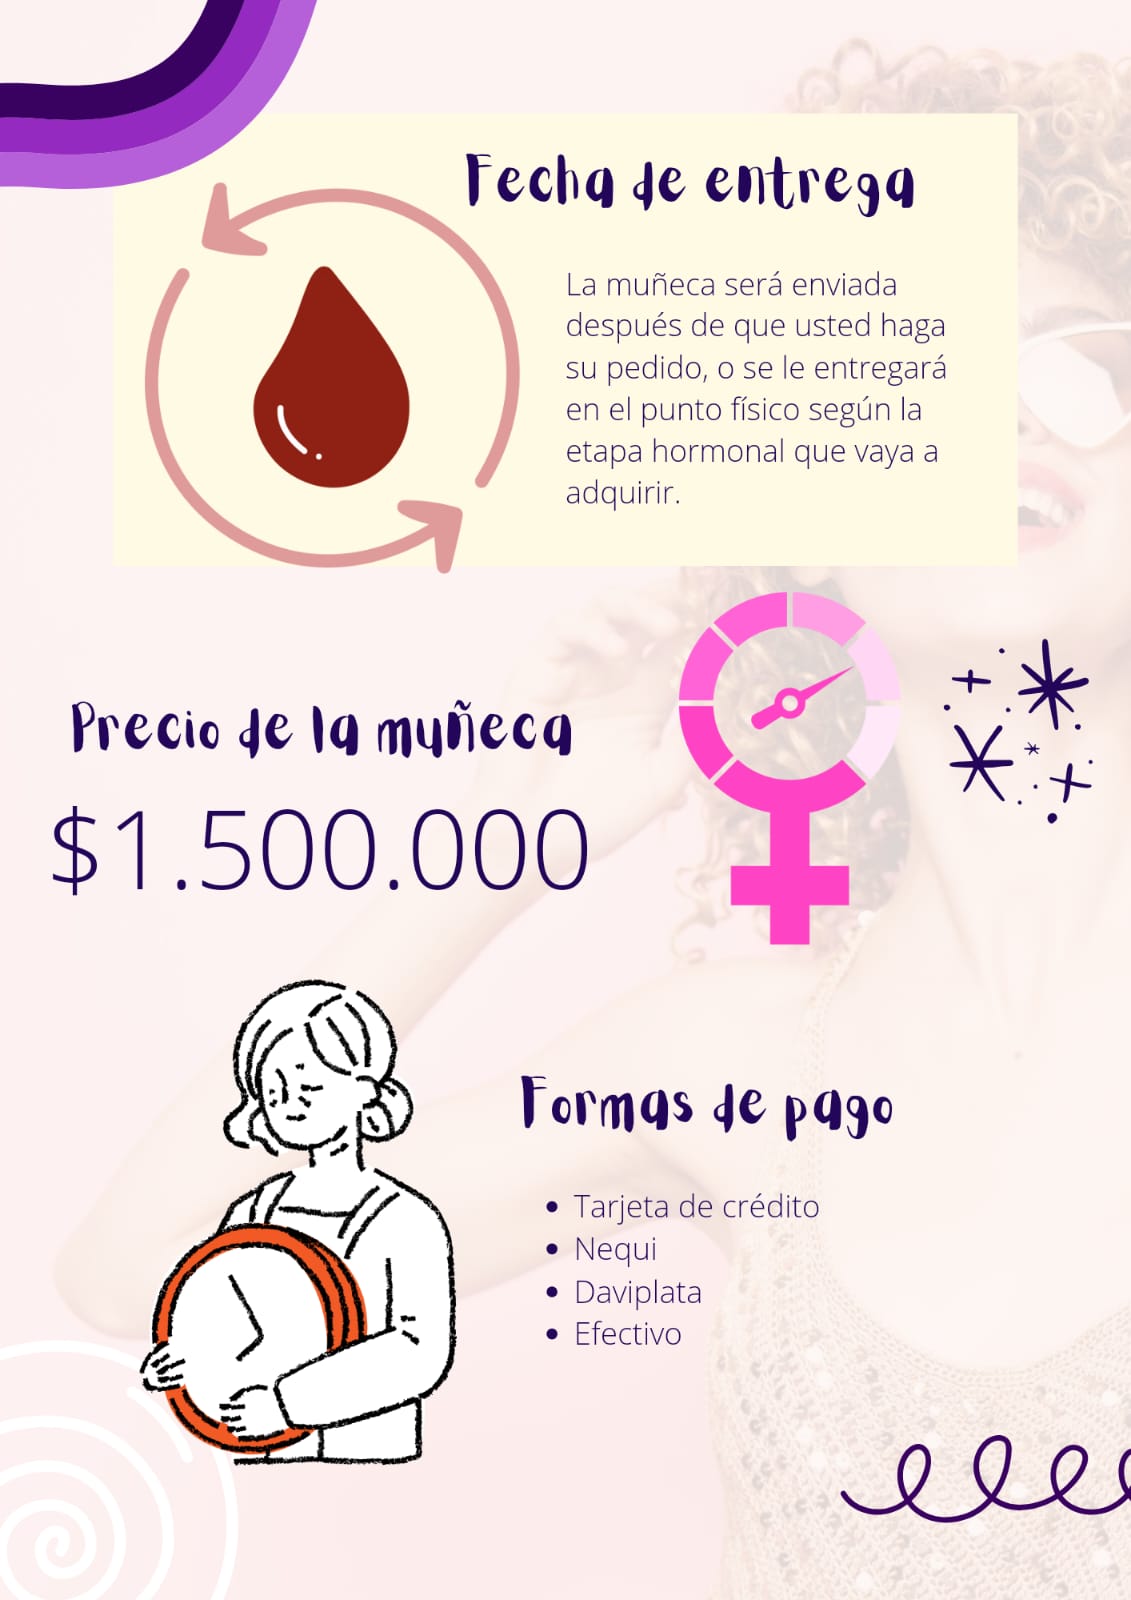 Fecha de entrega
La muñeca será enviada
después de que usted haga
su pedido, o se le entregará
en el punto físico según la
etapa hormonal que vaya a
adquirir.
Precio de la muñeca
$1.500.000
Formas de pago
• Tarjeta de crédito
• Nequi
• Daviplata
• Efectivo